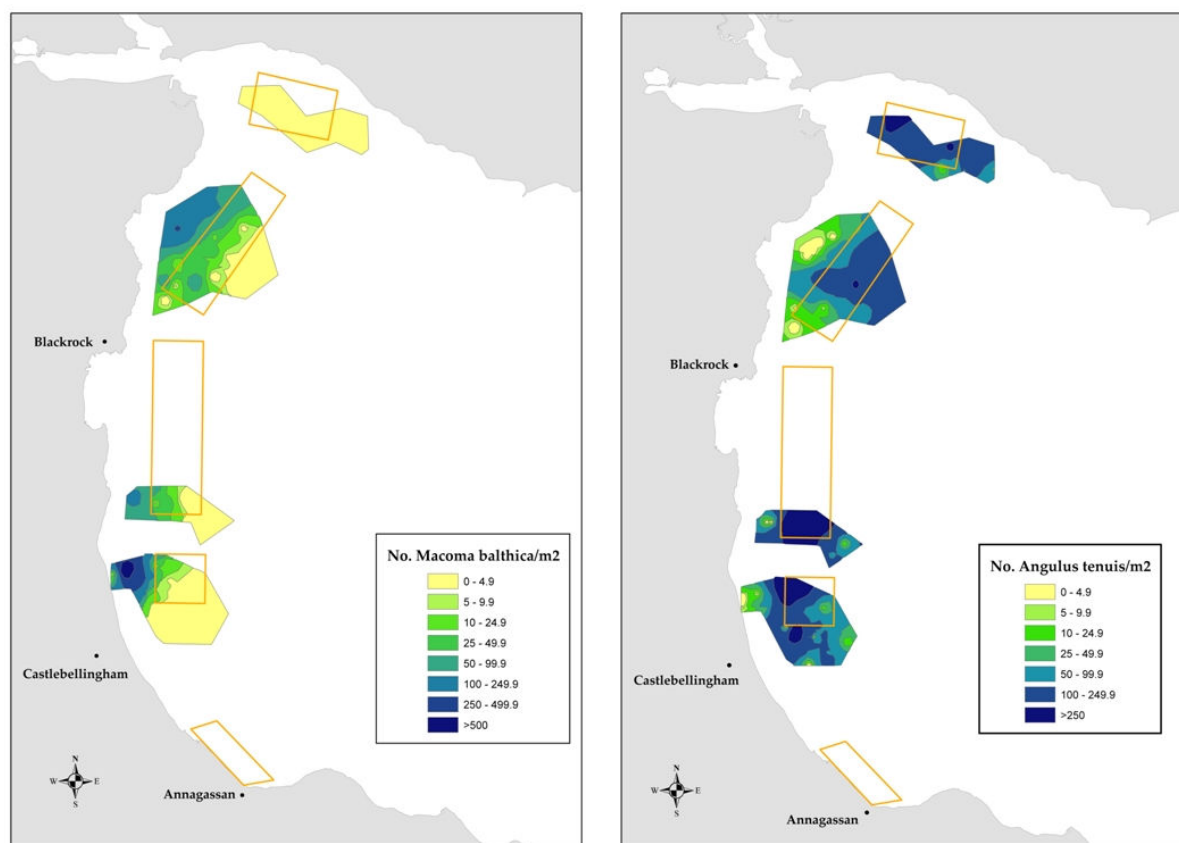 Blackrock
No. Macoma balthica/m2
0 - 4.9
5 - 9.9
10 - 24.9
25 - 49.9
50 - 99.9
100 - 249.9
250 - 499.9
>500
Castlebellingham
N
W E
S
Annagassan
Blackrock
No. Angulus tenuis/m2
0 - 4.9
5 - 9.9
10 - 24.9
25 - 49.9
50 - 99.9
100 - 249.9
>250
Castlebellingham
N
W E
S
Annagassan